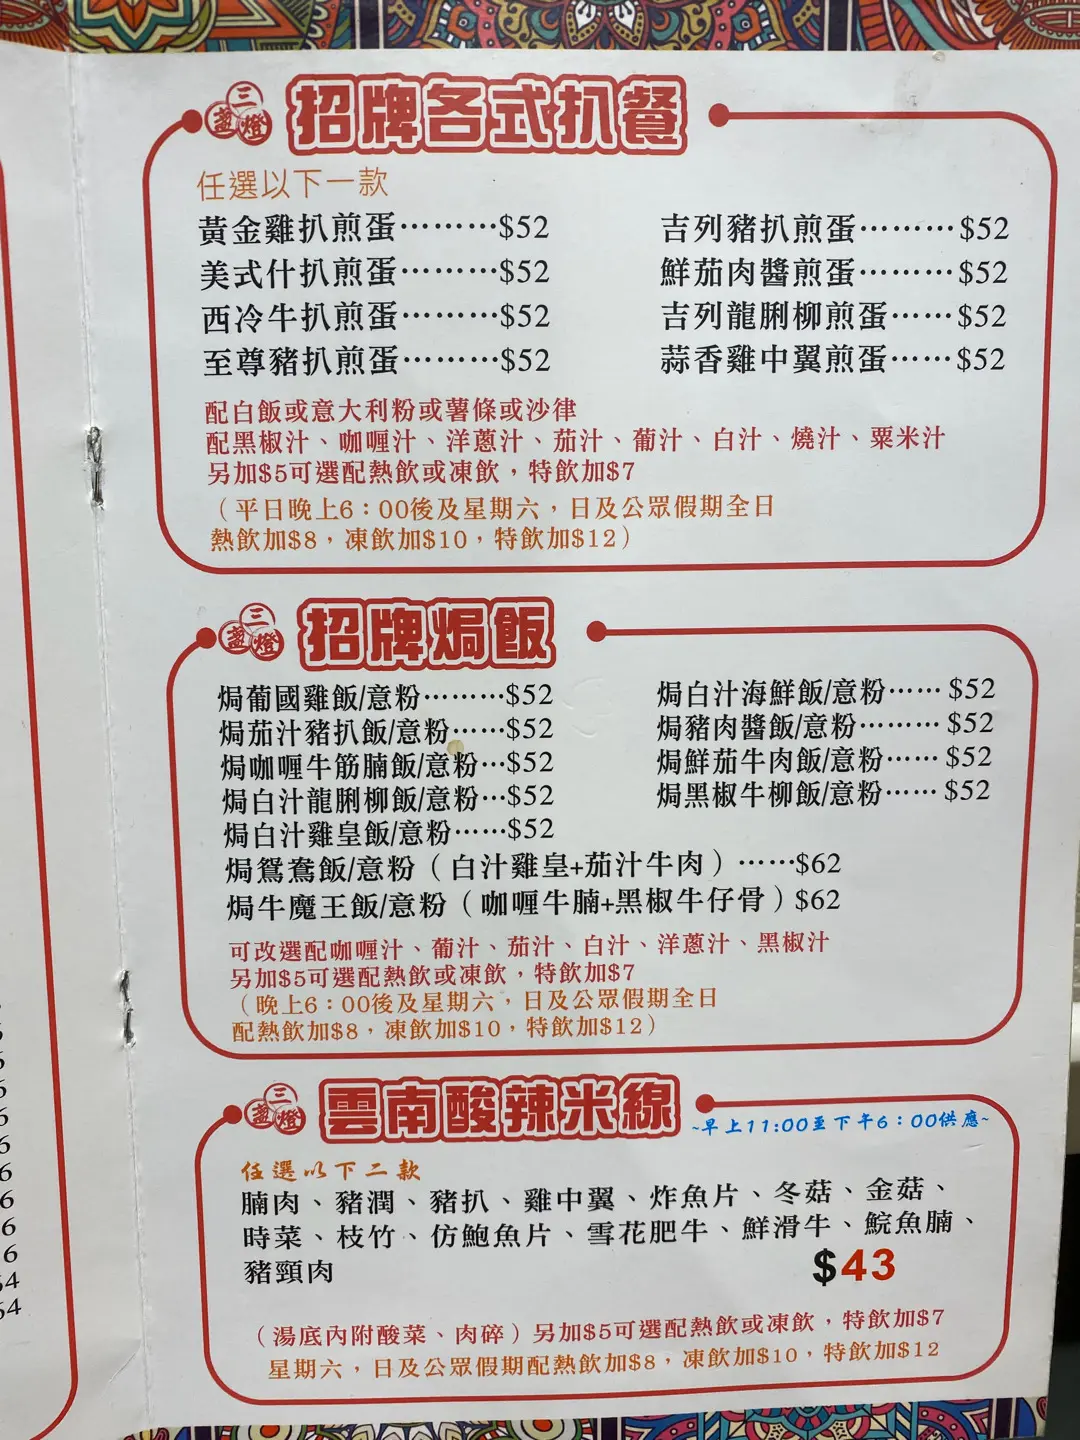 三盞燈 招牌各式扒餐
任選以下一款
黃金雞扒煎蛋………$52
吉列豬扒煎蛋………$52
美式什扒煎蛋………$52
鮮茄肉醬煎蛋………$52
西冷牛扒煎蛋………$52
吉列龍脷柳煎蛋……$52
至尊豬扒煎蛋………$52
蒜香雞中翼煎蛋……$52
配白飯或意大利粉或薯條或沙律
配黑椒汁、咖喱汁、洋蔥汁、茄汁、葡汁、白汁、燒汁、粟米汁
另加$5可選配熱飲或凍飲，特飲加$7
（平日晚上6：00後及星期六，日及公眾假期全日
熱飲加$8，凍飲加$10，特飲加$12）
三盞燈 招牌焗飯
焗葡國雞飯/意粉………$52
焗白汁海鮮飯/意粉……$52
焗茄汁豬扒飯/意粉……$52
焗豬肉醬飯/意粉………$52
焗咖喱牛筋腩飯/意粉…$52
焗鮮茄牛肉飯/意粉……$52
焗白汁龍脷柳飯/意粉…$52
焗黑椒牛柳飯/意粉……$52
焗白汁雞皇飯/意粉……$52
焗鴛鴦飯/意粉（白汁雞皇+茄汁牛肉）……$62
焗牛魔王飯/意粉（咖喱牛腩+黑椒牛仔骨）$62
可改選配咖喱汁、葡汁、茄汁、白汁、洋蔥汁、黑椒汁
另加$5可選配熱飲或凍飲，特飲加$7
（晚上6：00後及星期六，日及公眾假期全日
配熱飲加$8，凍飲加$10，特飲加$12）
三盞燈 雲南酸辣米線
~早上11:00至下午6：00供應~
任選以下二款
腩肉、豬潤、豬扒、雞中翼、炸魚片、冬菇、金菇、
時菜、枝竹、仿鮑魚片、雪花肥牛、鮮滑牛、鯇魚腩、
豬頸肉
$43
（湯底內附酸菜、肉碎）另加$5可選配熱飲或凍飲，特飲加$7
星期六，日及公眾假期配熱飲加$8，凍飲加$10，特飲加$12